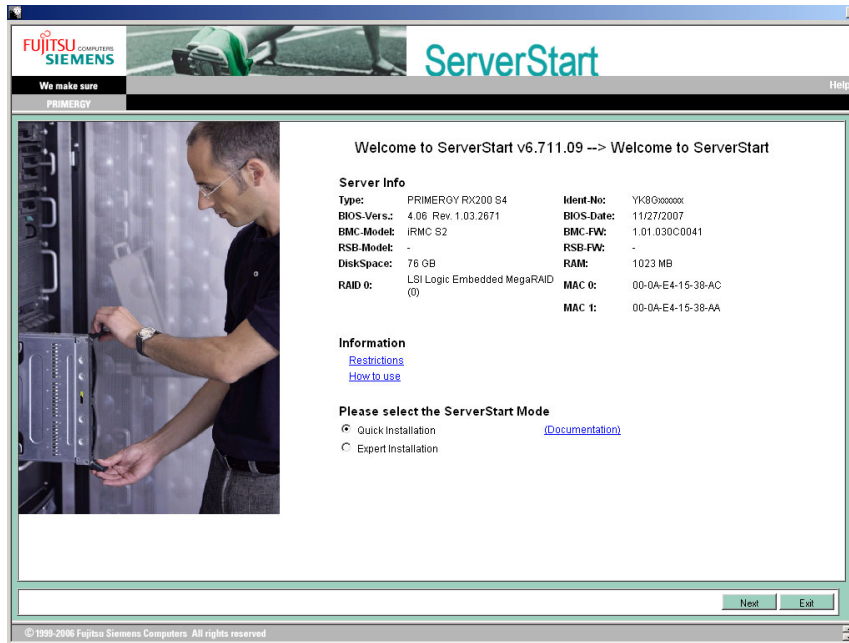 FUJITSU COMPUTERS
SIEMENS
ServerStart
We make sure
Help
PRIMERGY
Welcome to ServerStart v6.711.09 --> Welcome to ServerStart
Server Info
Type: PRIMERGY RX200 S4 Ident-No: YK8Gxxxxxx
BIOS-Vers.: 4.06 Rev. 1.03.2671 BIOS-Date: 11/27/2007
BMC-Model: iRMC S2 BMC-FW: 1.01.030C0041
RSB-Model: - RSB-FW: -
DiskSpace: 76 GB RAM: 1023 MB
RAID 0: LSI Logic Embedded MegaRAID (0) MAC 0: 00-0A-E4-15-38-AC
MAC 1: 00-0A-E4-15-38-AA
Information
Restrictions
How to use
Please select the ServerStart Mode
Quick Installation (Documentation)
Expert Installation
Next Exit
© 1999-2006 Fujitsu Siemens Computers All rights reserved